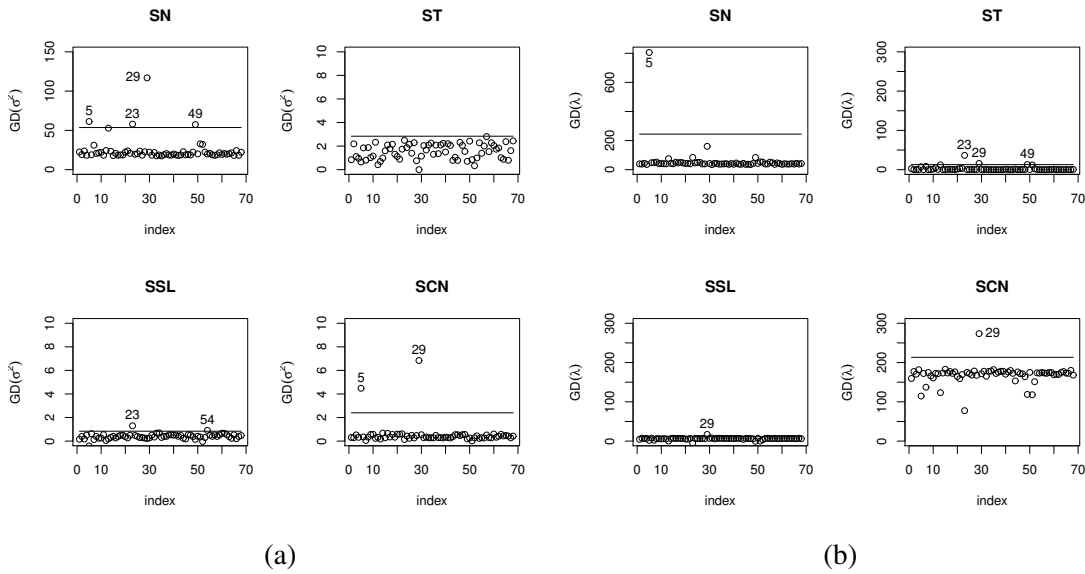 SN
ST
SN
ST
GD(σ²)
0 50 100 150
5
23
29
49
0 10 30 50 70
index
GD(σ²)
0 2 4 6 8 10
0 10 30 50 70
index
GD(λ)
0 200 600
5
0 10 30 50 70
index
GD(λ)
0 100 200 300
23
29
49
0 10 30 50 70
index
SSL
SCN
SSL
SCN
GD(σ²)
0 2 4 6 8 10
23
54
0 10 30 50 70
index
GD(σ²)
0 2 4 6 8 10
5
29
0 10 30 50 70
index
GD(λ)
0 100 200 300
29
0 10 30 50 70
index
GD(λ)
0 100 200 300
29
0 10 30 50 70
index
(a)
(b)